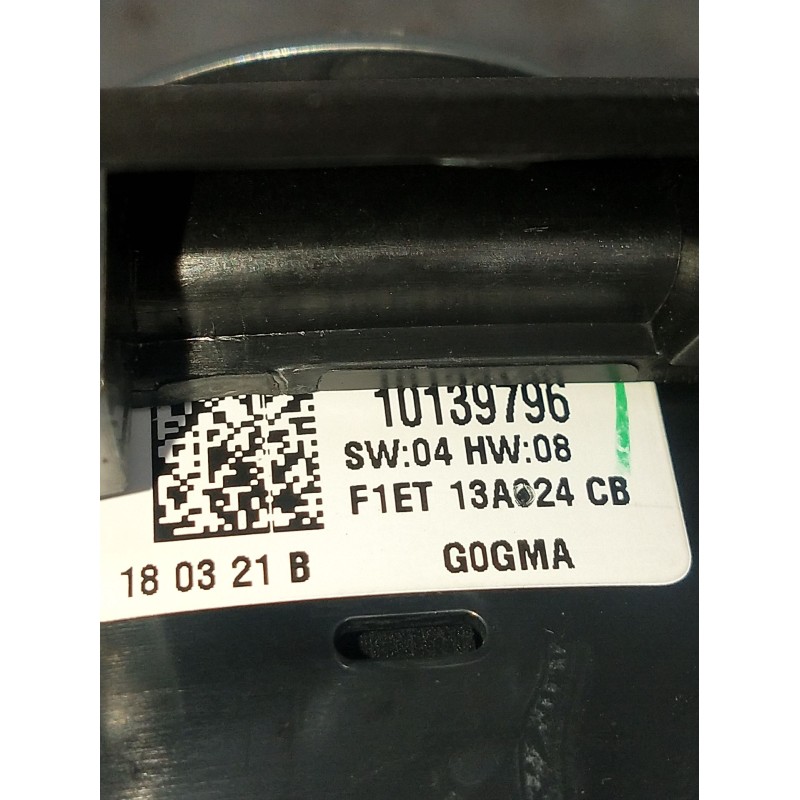 10139796
SW:04 HW:08
F1ET 13A024 CB
G0GMA
18 03 21 B